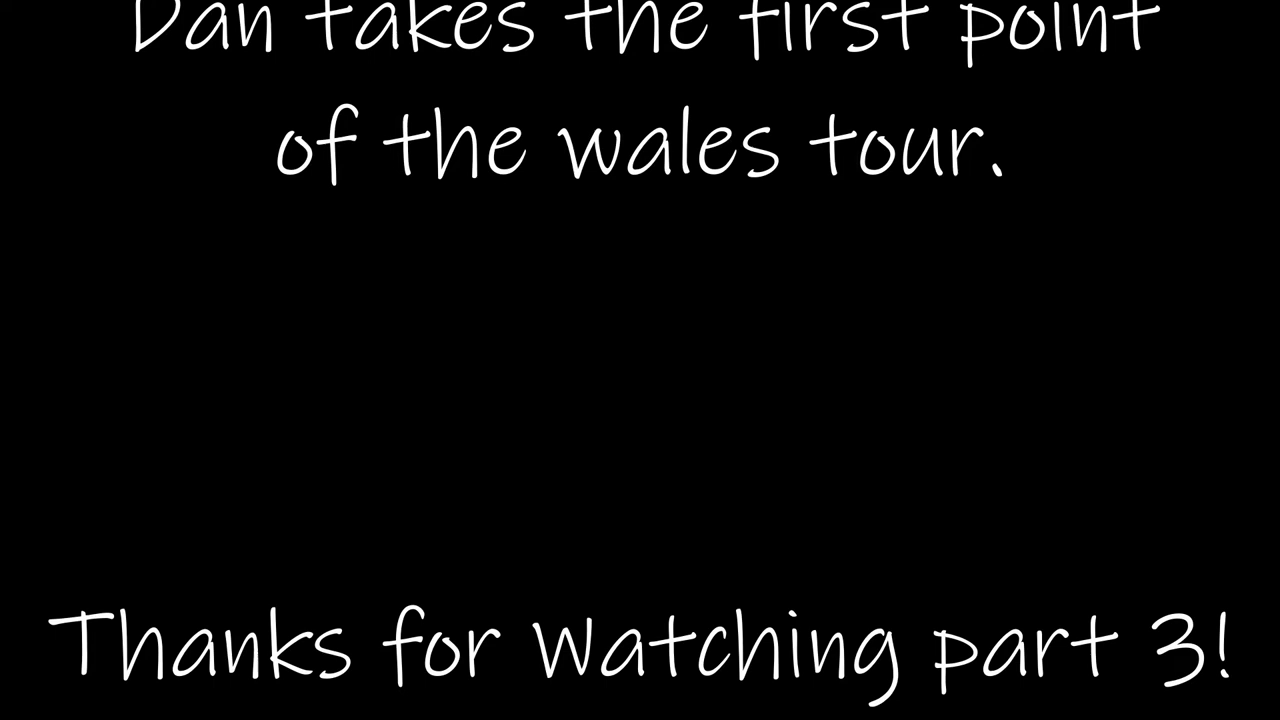 Dan takes the first point
of the wales tour.
Thanks for watching part 3!